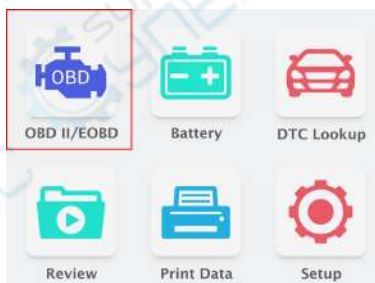 OBD
OBD II/EOBD
Battery
DTC Lookup
Review
Print Data
Setup